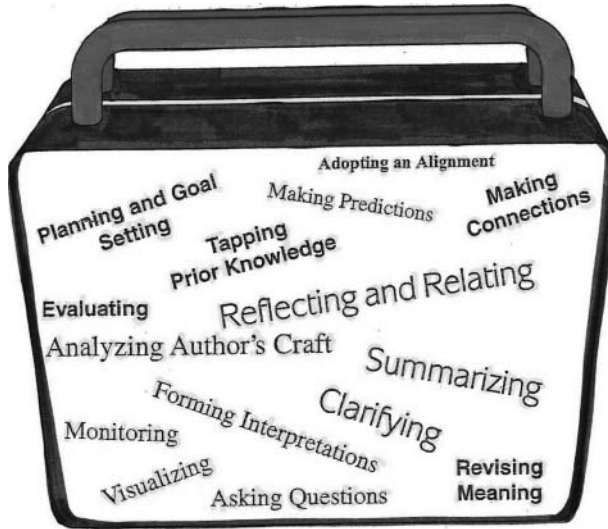 Adopting an Alignment
Planning and Goal
Setting
Making Predictions
Making
Connections
Tapping
Prior Knowledge
Reflecting and Relating
Evaluating
Analyzing Author's Craft
Summarizing
Forming Interpretations
Clarifying
Monitoring
Visualizing
Asking Questions
Revising
Meaning